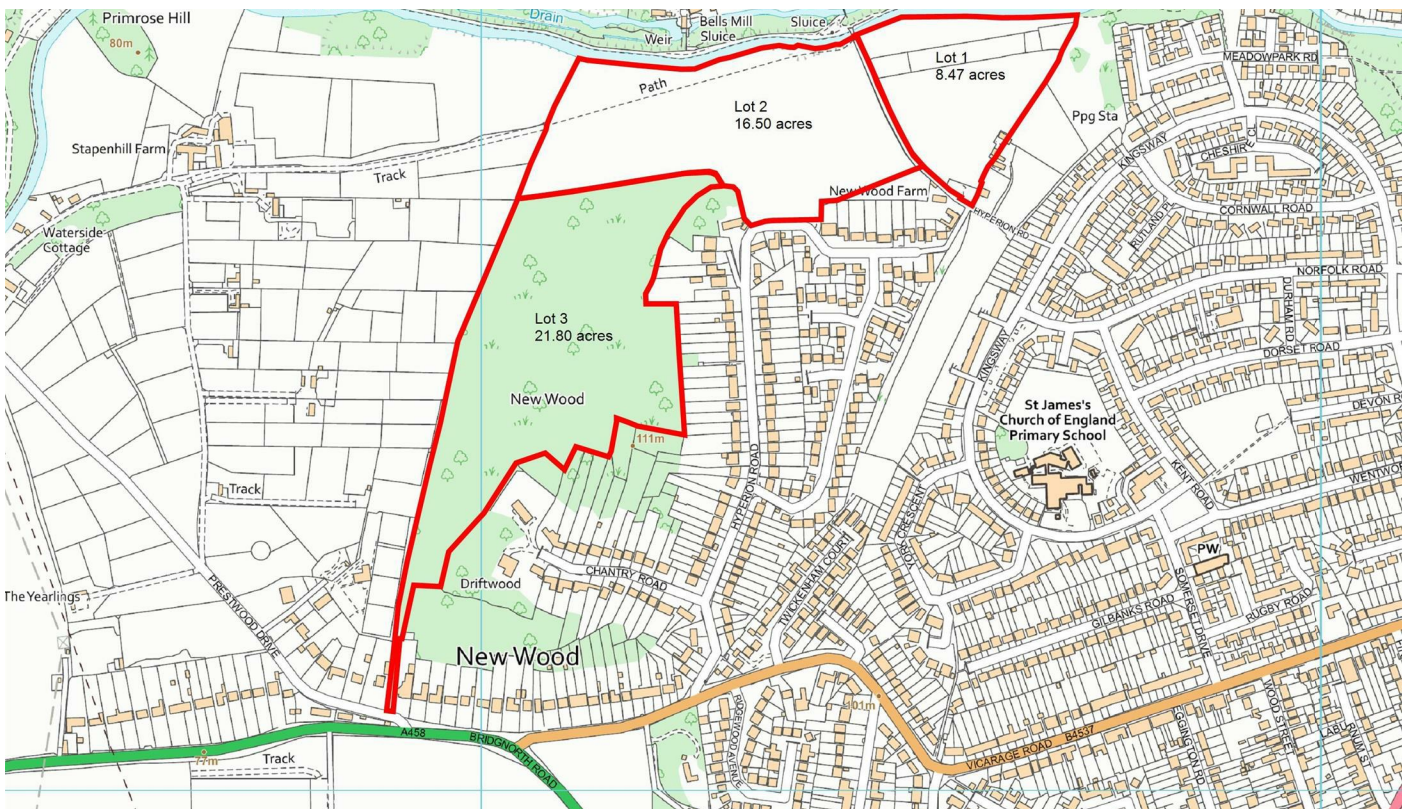 Primrose Hill
80m
Drain
Weir
Bells Mill
Sluice
Sluice
Path
Lot 1
8.47 acres
Lot 2
16.50 acres
Ppg Sta
MEADOWPARK RD
KINGSWAY
CHESHIRE
CORNWALL ROAD
RUTLAND PL
NORFOLK ROAD
DURHAM RD
DORSET ROAD
Stapenhill Farm
Track
Waterside
Cottage
New Wood Farm
HYPERION RD
Lot 3
21.80 acres
New Wood
111m
KINGSWAY
St James's
Church of England
Primary School
DEVON
KENT ROAD
HYPERION ROAD
Track
CRESCENT
KNOX
TWICKENHAM COURT
PW
SOMERSET DRIVE
RUGBY ROAD
GILBANKS ROAD
CHANTRY ROAD
Driftwood
The Yearlings
PRESTWOOD DRIVE
New Wood
A458
BRIDGNORTH ROAD
77m
Track
RIDGEWOOD AVENUE
101m
VICARAGE ROAD
B4537
EGGINGTON RD
WOOD STREET